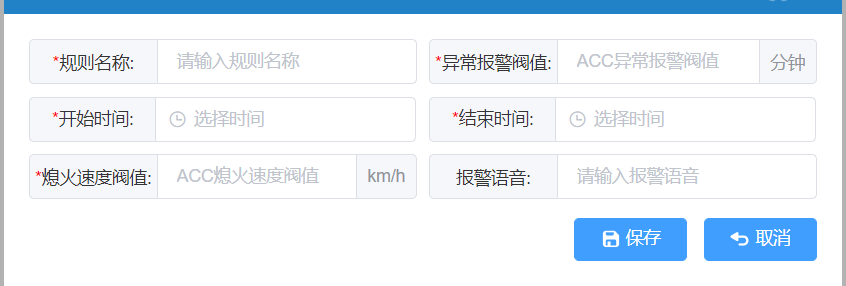 *规则名称: 请输入规则名称 *异常报警阀值: ACC异常报警阀值 分钟
*开始时间: 选择时间 *结束时间: 选择时间
*熄火速度阀值: ACC熄火速度阀值 km/h 报警语音: 请输入报警语音
保存 取消